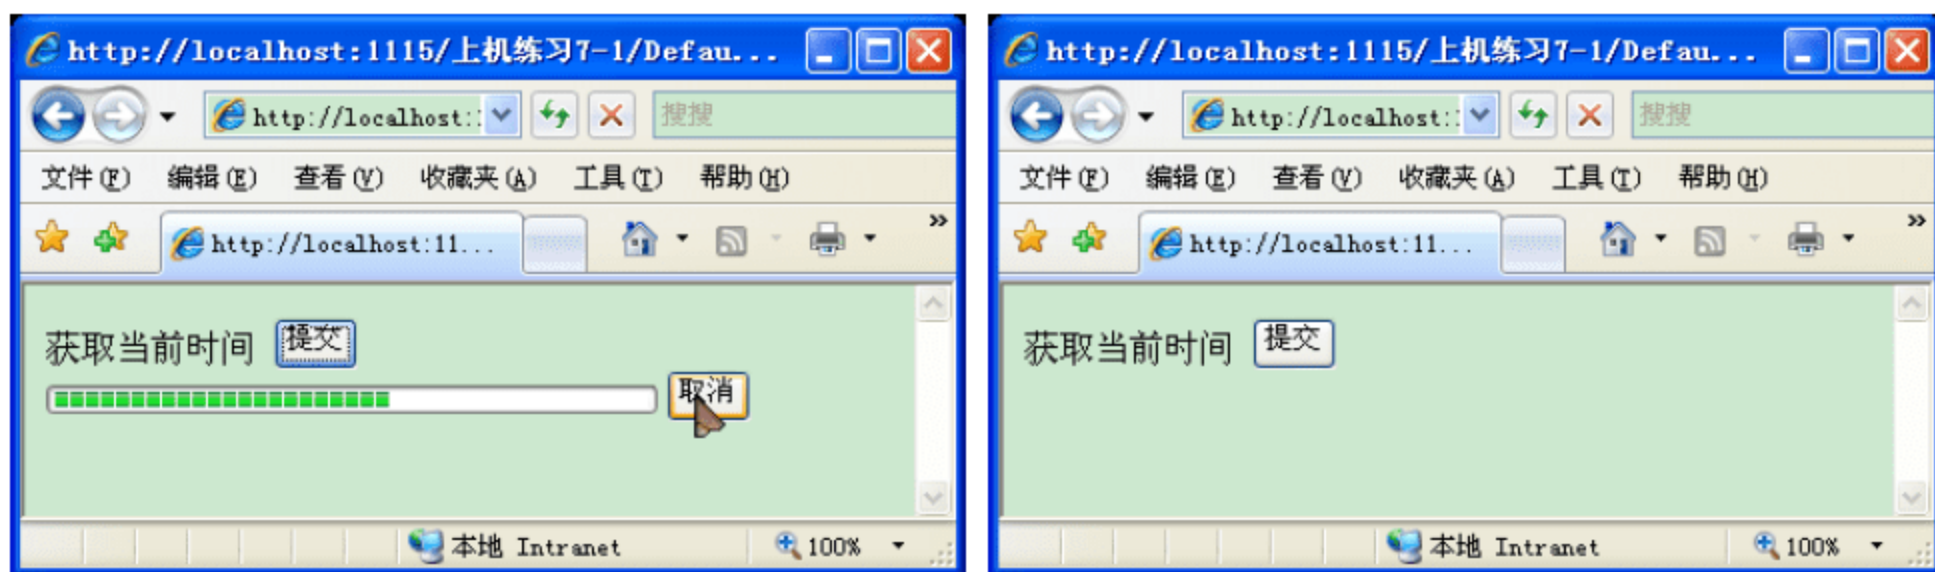 http://localhost:1115/上机练习7-1/Defau...
http://localhost:
搜搜
文件(F) 编辑(E) 查看(V) 收藏夹(A) 工具(T) 帮助(H)
http://localhost:11...
获取当前时间 提交
取消
本地 Intranet 100%
http://localhost:1115/上机练习7-1/Defau...
http://localhost:
搜搜
文件(F) 编辑(E) 查看(V) 收藏夹(A) 工具(T) 帮助(H)
http://localhost:11...
获取当前时间 提交
本地 Intranet 100%